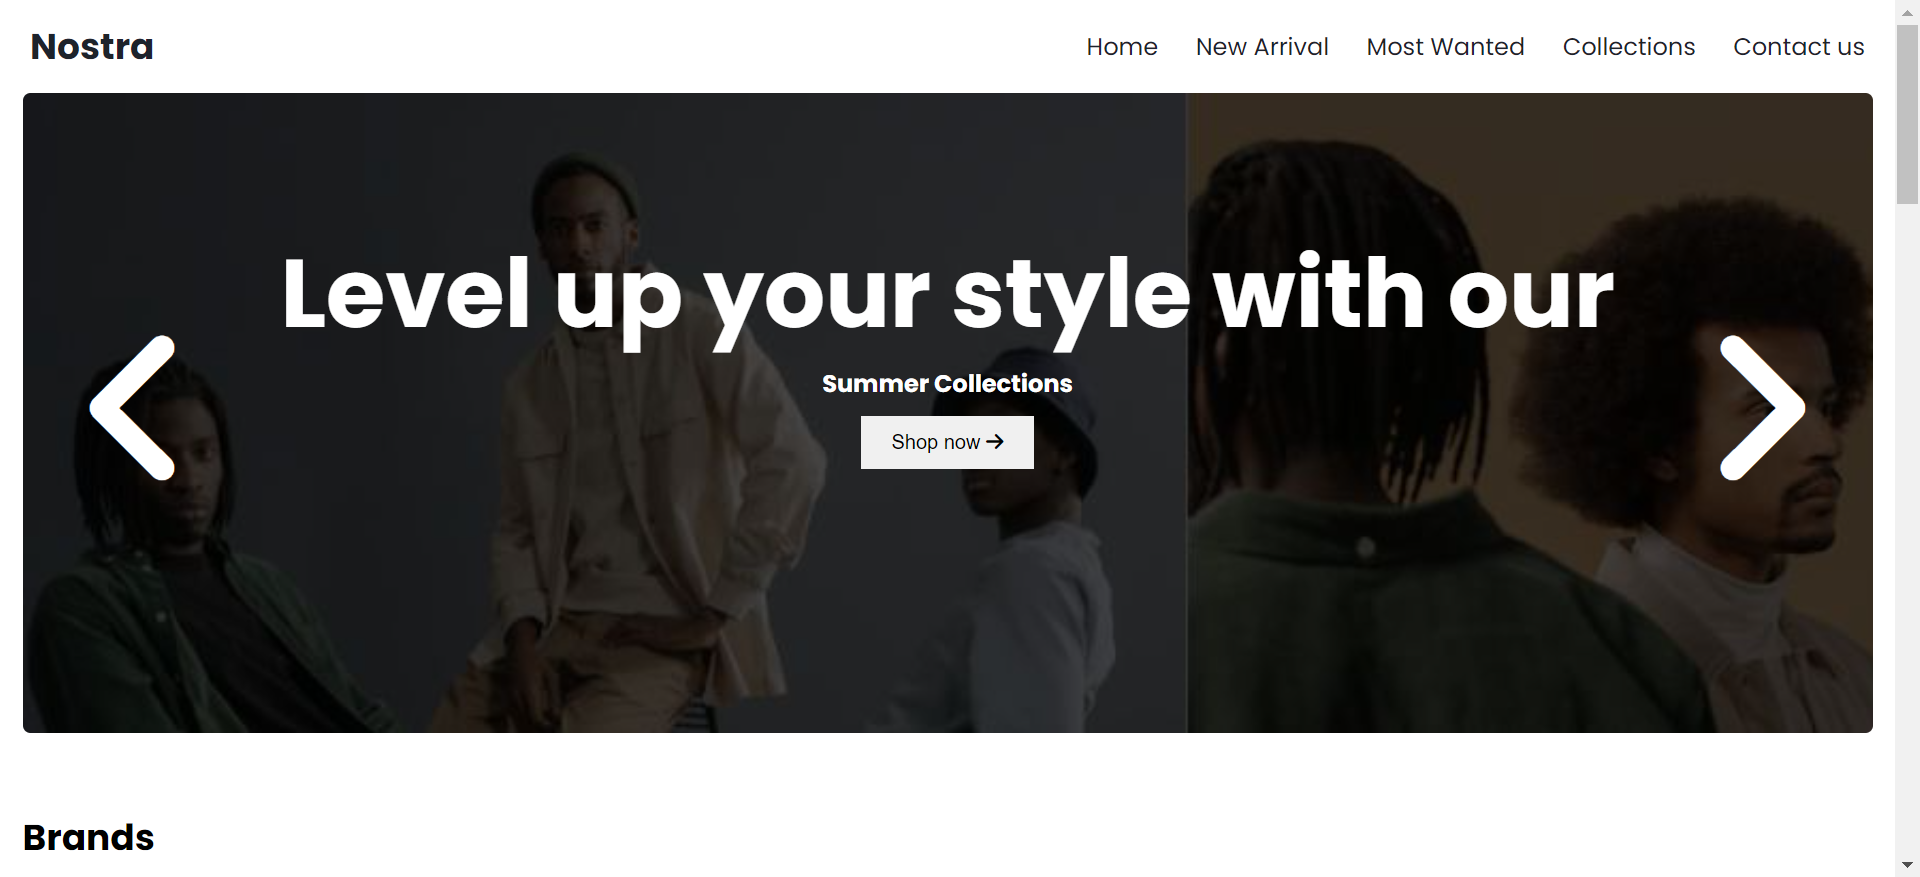 Nostra
Home New Arrival Most Wanted Collections Contact us
Level up your style with our
Summer Collections
Shop now
Brands